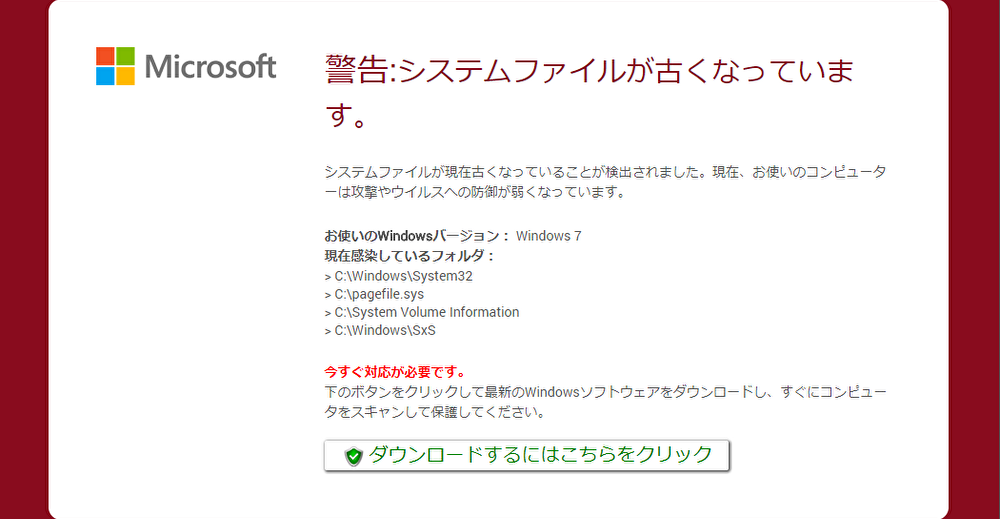 Microsoft
警告:システムファイルが古くなっていま
す。
システムファイルが現在古くなっていることが検出されました。現在、お使いのコンピュータ
ーは攻撃やウイルスへの防御が弱くなっています。
お使いのWindowsバージョン： Windows 7
現在感染しているフォルダ：
> C:\Windows\System32
> C:\pagefile.sys
> C:\System Volume Information
> C:\Windows\SxS
今すぐ対応が必要です。
下のボタンをクリックして最新のWindowsソフトウェアをダウンロードし、すぐにコンピュー
タをスキャンして保護してください。
ダウンロードするにはこちらをクリック